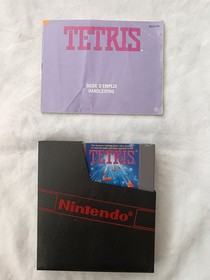 TETRIS
MODE D'EMPLOI
HANDLEIDING
TETRIS
Nintendo®